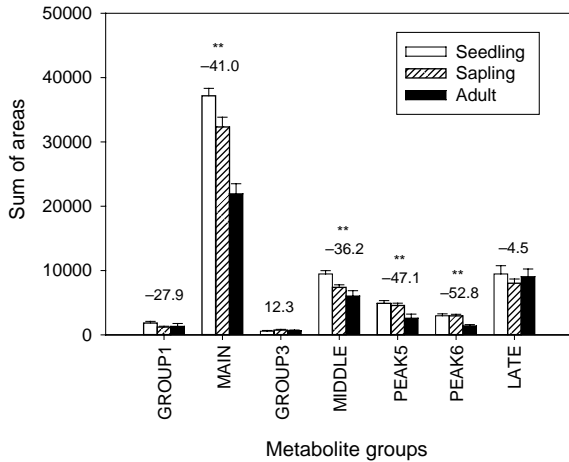 50000
40000
30000
20000
10000
0
Sum of areas
Seedling
Sapling
Adult
**
–41.0
**
–36.2
**
–47.1
**
–52.8
–4.5
–27.9
12.3
GROUP1
MAIN
GROUP3
MIDDLE
PEAK5
PEAK6
LATE
Metabolite groups